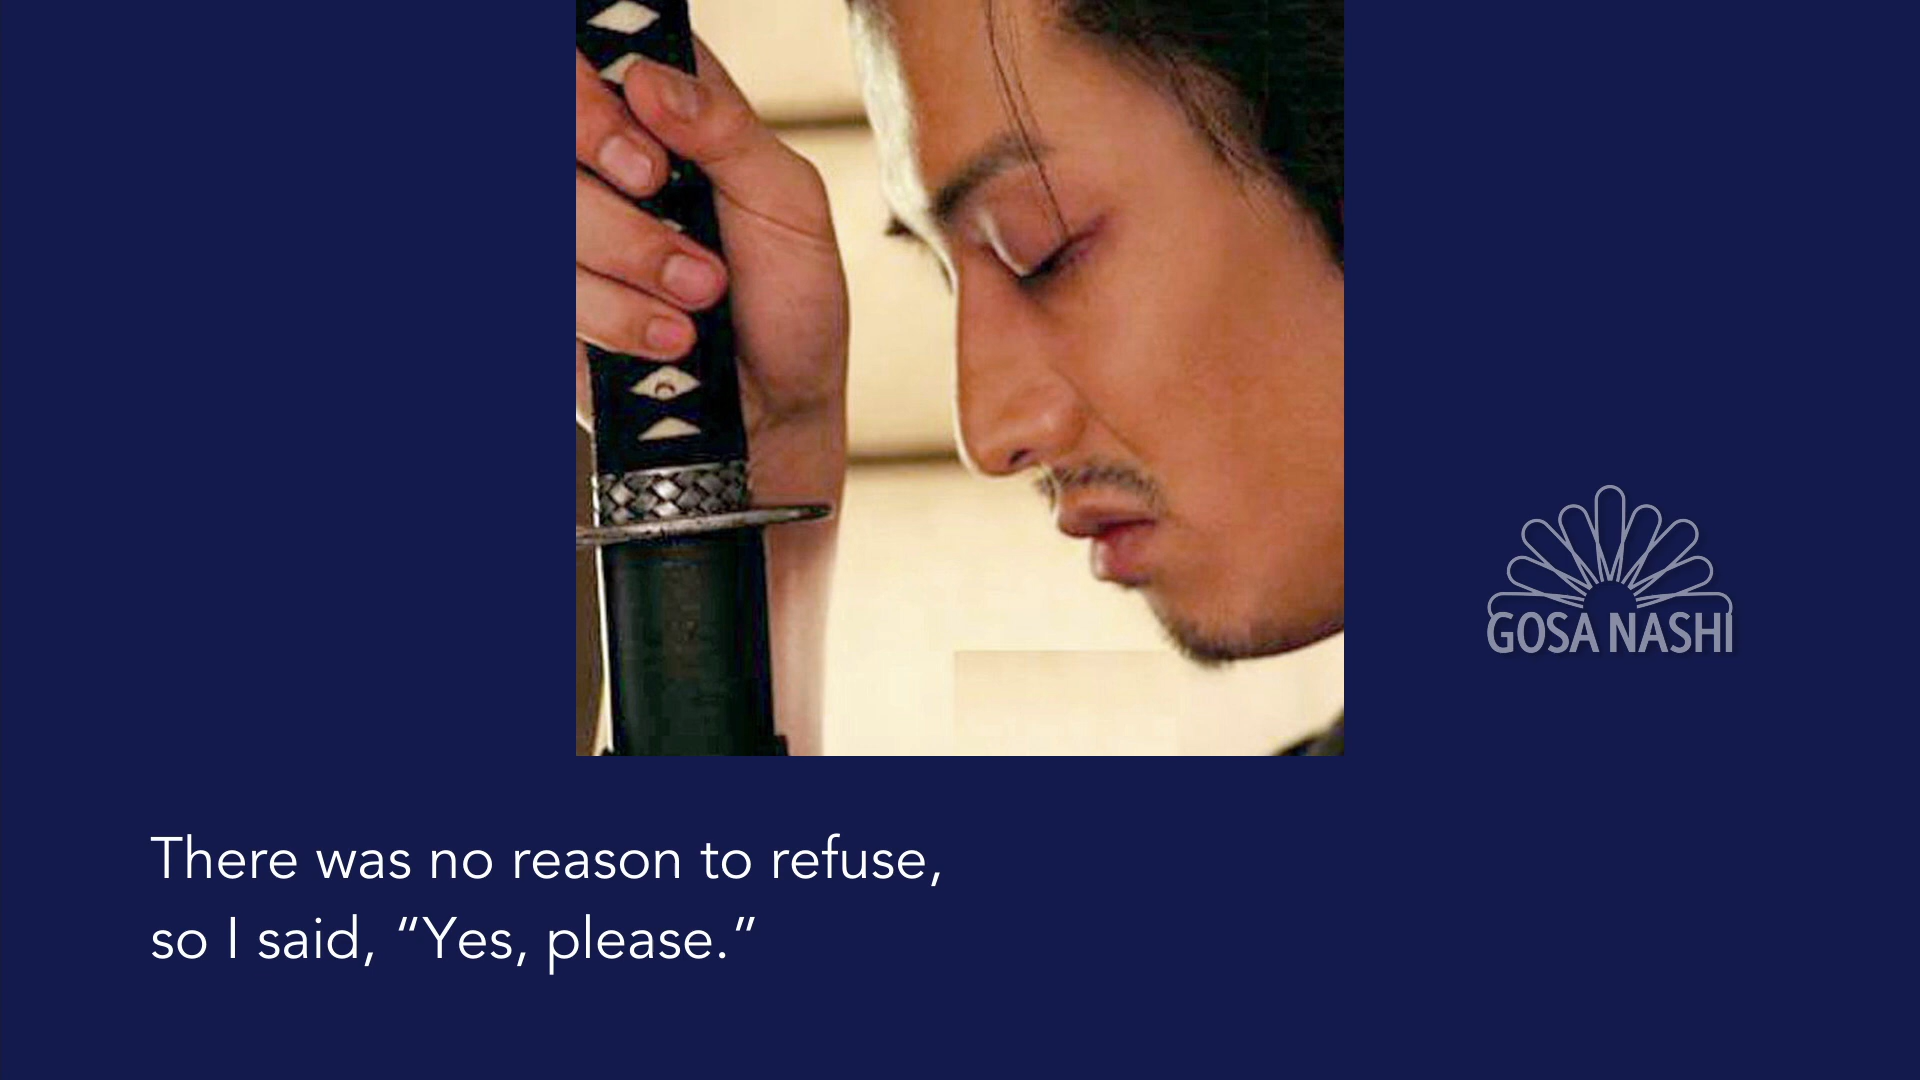 GOSA NASHI
There was no reason to refuse,
so I said, “Yes, please.”